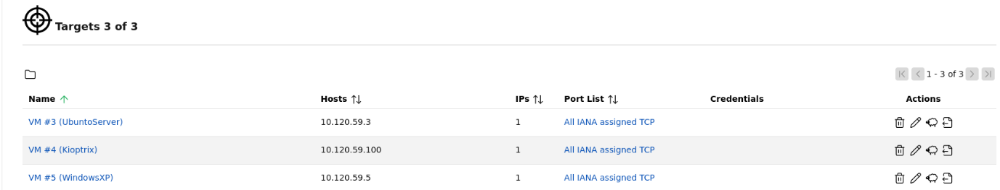 Targets 3 of 3
1 - 3 of 3
Name Hosts IPs Port List Credentials Actions
VM #3 (UbuntoServer) 10.120.59.3 1 All IANA assigned TCP
VM #4 (Kioptrix) 10.120.59.100 1 All IANA assigned TCP
VM #5 (WindowsXP) 10.120.59.5 1 All IANA assigned TCP